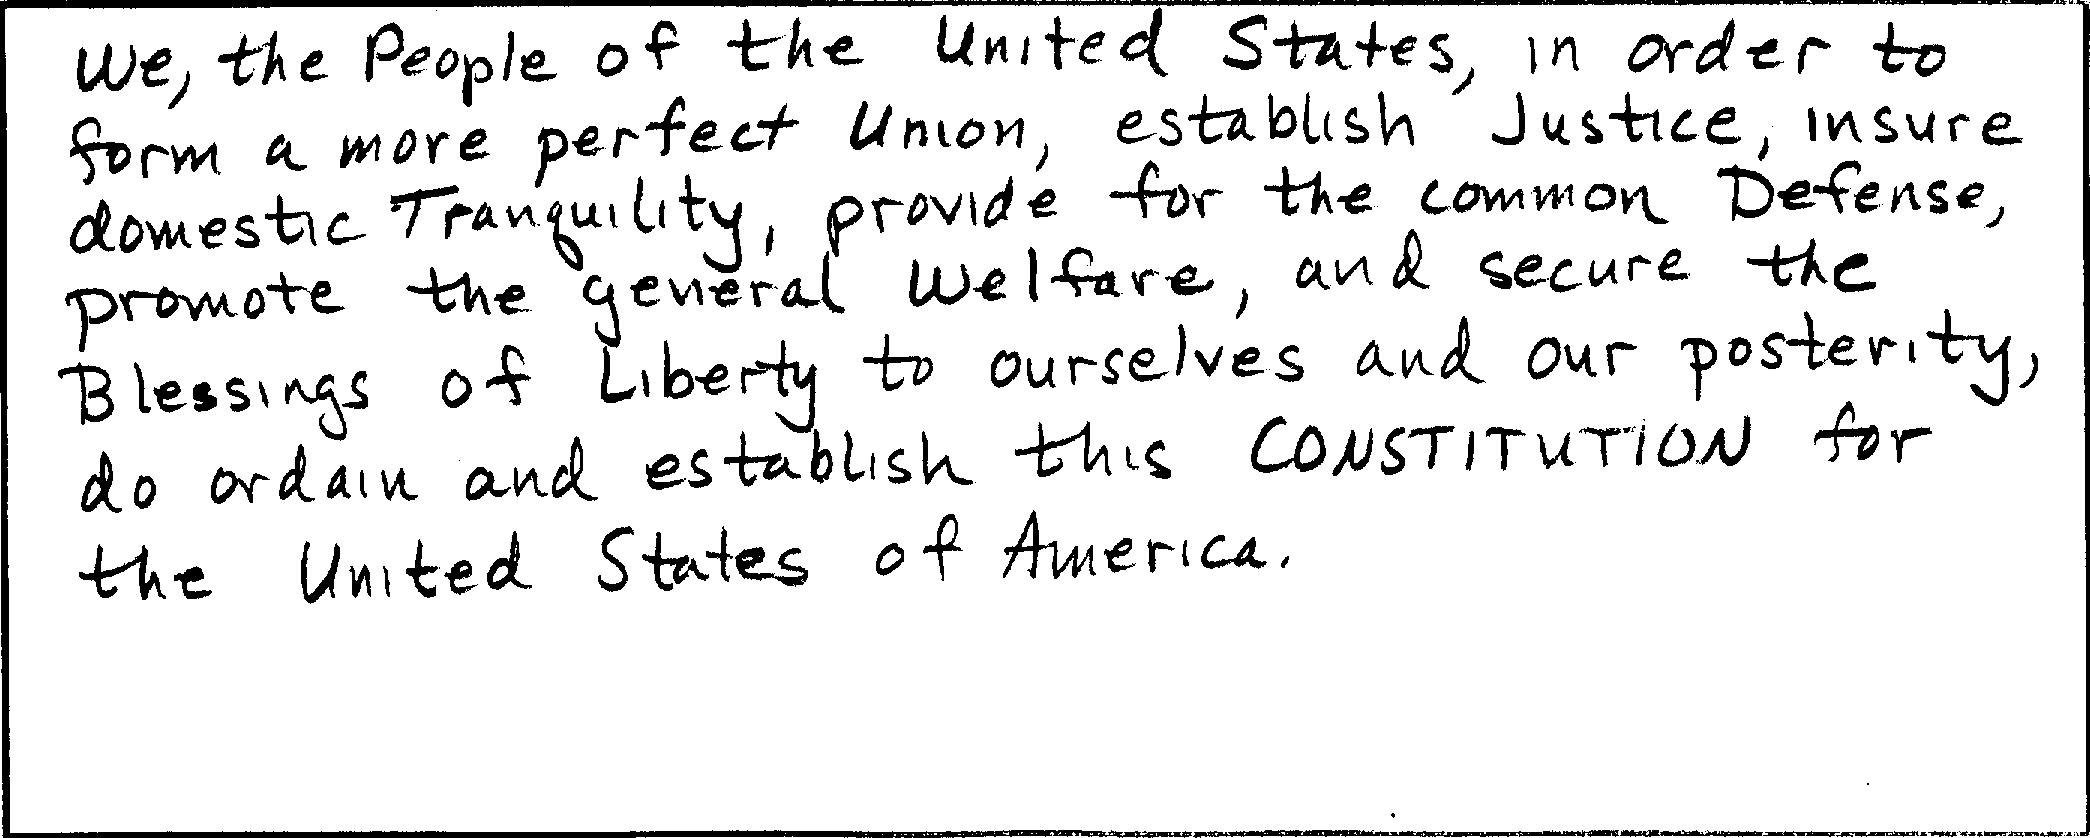 We, the People of the United States, in order to
form a more perfect Union, establish Justice, insure
domestic Tranquility, provide for the common Defense,
promote the general Welfare, and secure the
Blessings of Liberty to ourselves and our posterity,
do ordain and establish this CONSTITUTION for
the United States of America.